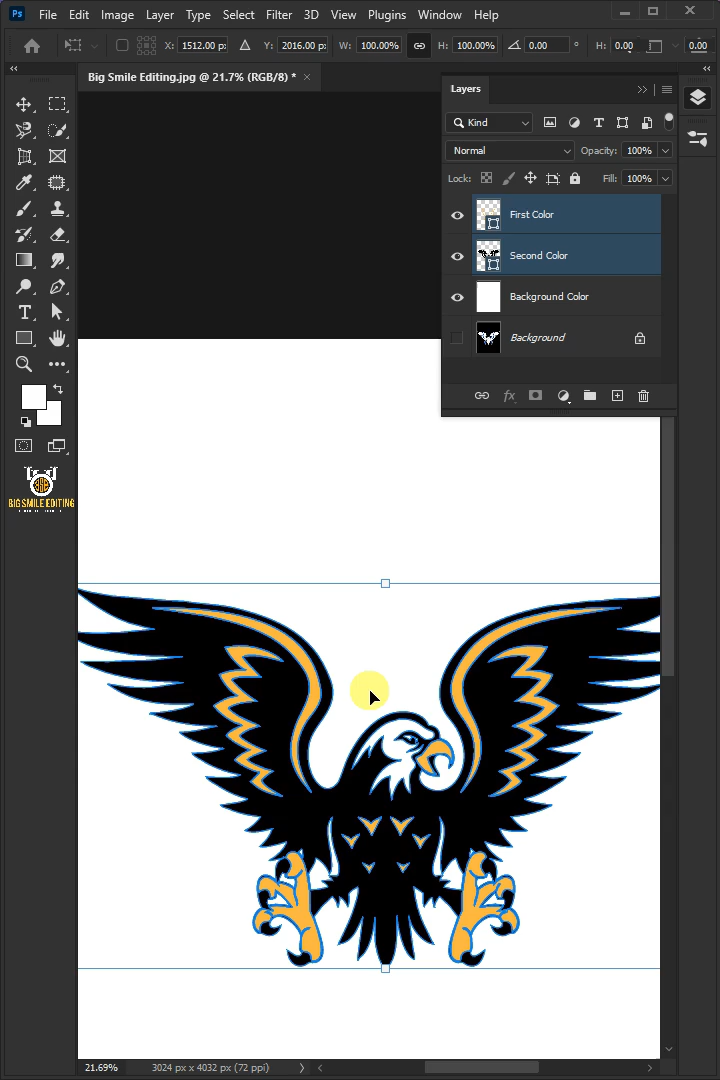 Ps File Edit Image Layer Type Select Filter 3D View Plugins Window Help
X: 1512.00 p Y: 2016.00 p W: 100.00% H: 100.00% 0.00 ° H: 0.00 0.00
Big Smile Editing.jpg @ 21.7% (RGB/8) * ×
Layers
Kind
Normal Opacity: 100%
Lock: Fill: 100%
First Color
Second Color
Background Color
Background
fx
BIG SMILE EDITING
21.69% 3024 px x 4032 px (72 ppi)